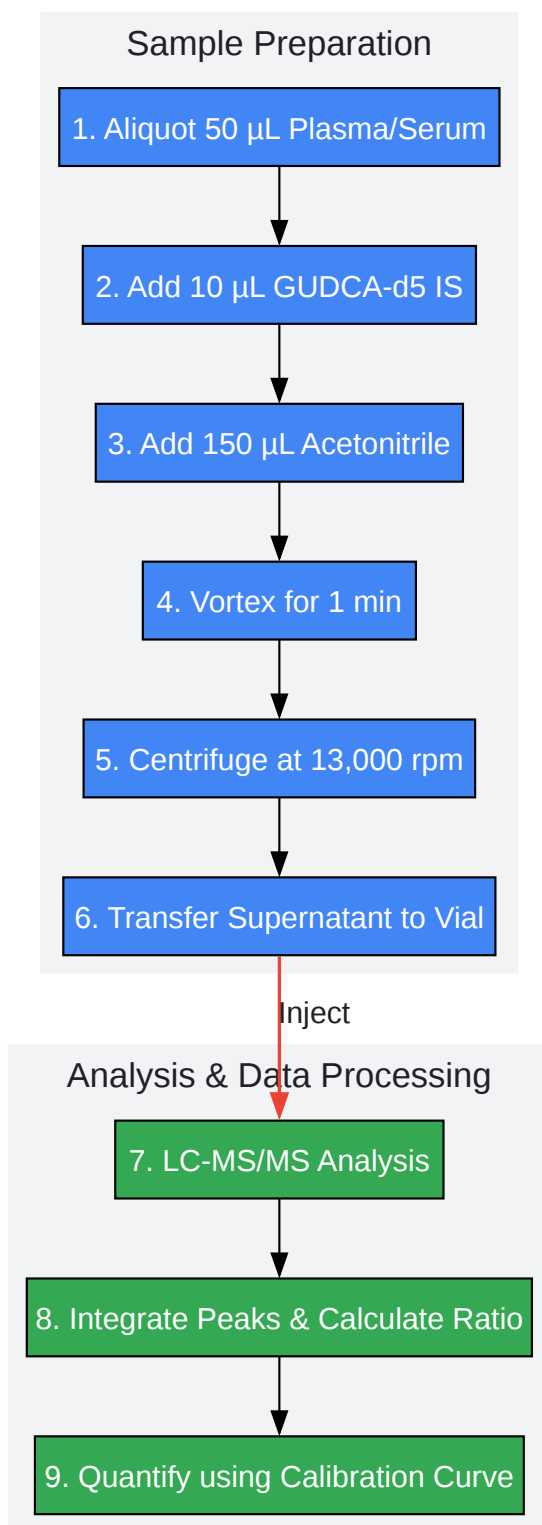 Sample Preparation
1. Aliquot 50 µL Plasma/Serum
2. Add 10 µL GUDCA-d5 IS
3. Add 150 µL Acetonitrile
4. Vortex for 1 min
5. Centrifuge at 13,000 rpm
6. Transfer Supernatant to Vial
Inject
Analysis & Data Processing
7. LC-MS/MS Analysis
8. Integrate Peaks & Calculate Ratio
9. Quantify using Calibration Curve